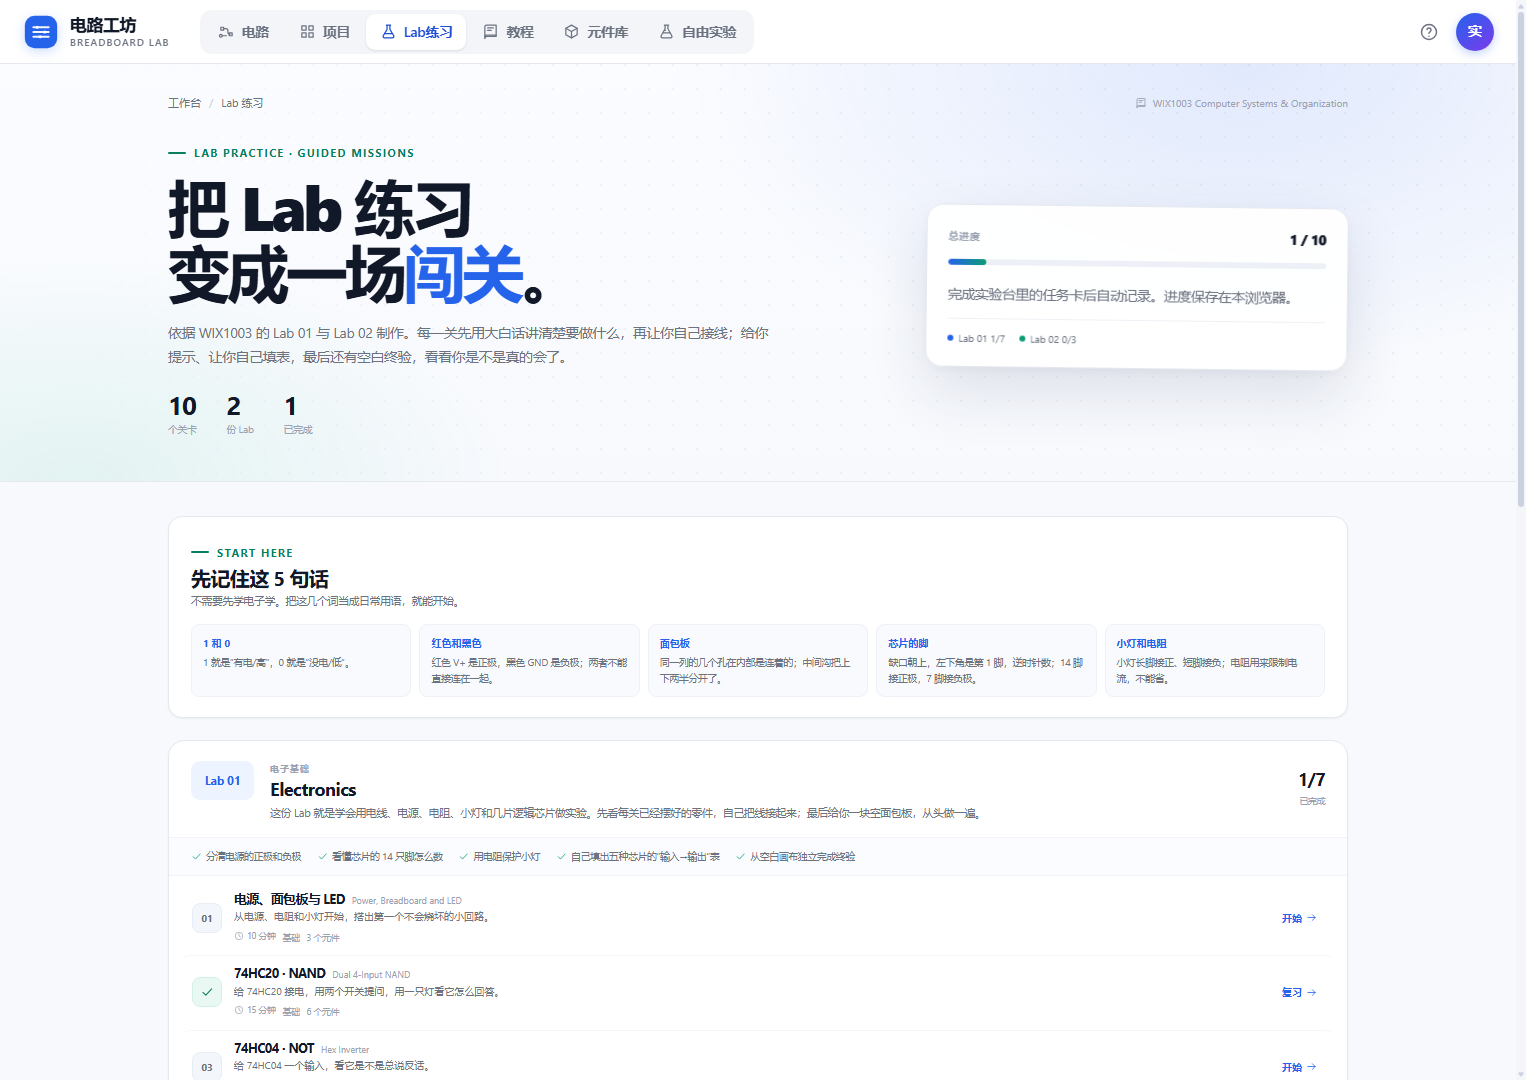 电路工坊
BREADBOARD LAB
电路
项目
Lab练习
教程
元件库
自由实验
实
工作台 / Lab 练习
WIX1003 Computer Systems & Organization
LAB PRACTICE · GUIDED MISSIONS
把 Lab 练习
变成一场闯关。
依据 WIX1003 的 Lab 01 与 Lab 02 制作。每一关先用大白话讲清楚要做什么，再让你自己接线；给你
提示、让你自己填表，最后还有空白终验，看看你是不是真的会了。
10
个关卡
2
份 Lab
1
已完成
总进度
1 / 10
完成实验台里的任务卡后自动记录。进度保存在本浏览器。
Lab 01 1/7
Lab 02 0/3
START HERE
先记住这 5 句话
不需要先学电子学。把这几个词当成日常用语，就能开始。
1 和 0
1 就是“有电/高”，0 就是“没电/低”。
红色和黑色
红色 V+ 是正极，黑色 GND 是负极；两者不能
直接连在一起。
面包板
同一列的几个孔在内部是连着的；中间沟把上
下两半分开了。
芯片的脚
缺口朝上，左下角是第 1 脚，逆时针数；14 脚
接正极，7 脚接负极。
小灯和电阻
小灯长脚接正、短脚接负；电阻用来限制电
流，不能省。
Lab 01
电子基础
Electronics
这份 Lab 就是学会用电线、电源、电阻、小灯和几片逻辑芯片做实验。先看每关已经摆好的零件，自己把线接起来；最后给你一块空面包板，从头做一遍。
1/7
已完成
分清电源的正极和负极
看懂芯片的 14 只脚怎么数
用电阻保护小灯
自己填出五种芯片的“输入→输出”表
从空白画布独立完成终验
01
电源、面包板与 LED Power, Breadboard and LED
从电源、电阻和小灯开始，搭出第一个不会烧坏的小回路。
10 分钟 基础 3 个元件
开始 →
74HC20 · NAND Dual 4-Input NAND
给 74HC20 接电，用两个开关提问，用一只灯看它怎么回答。
15 分钟 基础 6 个元件
复习 →
03
74HC04 · NOT Hex Inverter
给 74HC04 一个输入，看它是不是总说反话。
开始 →